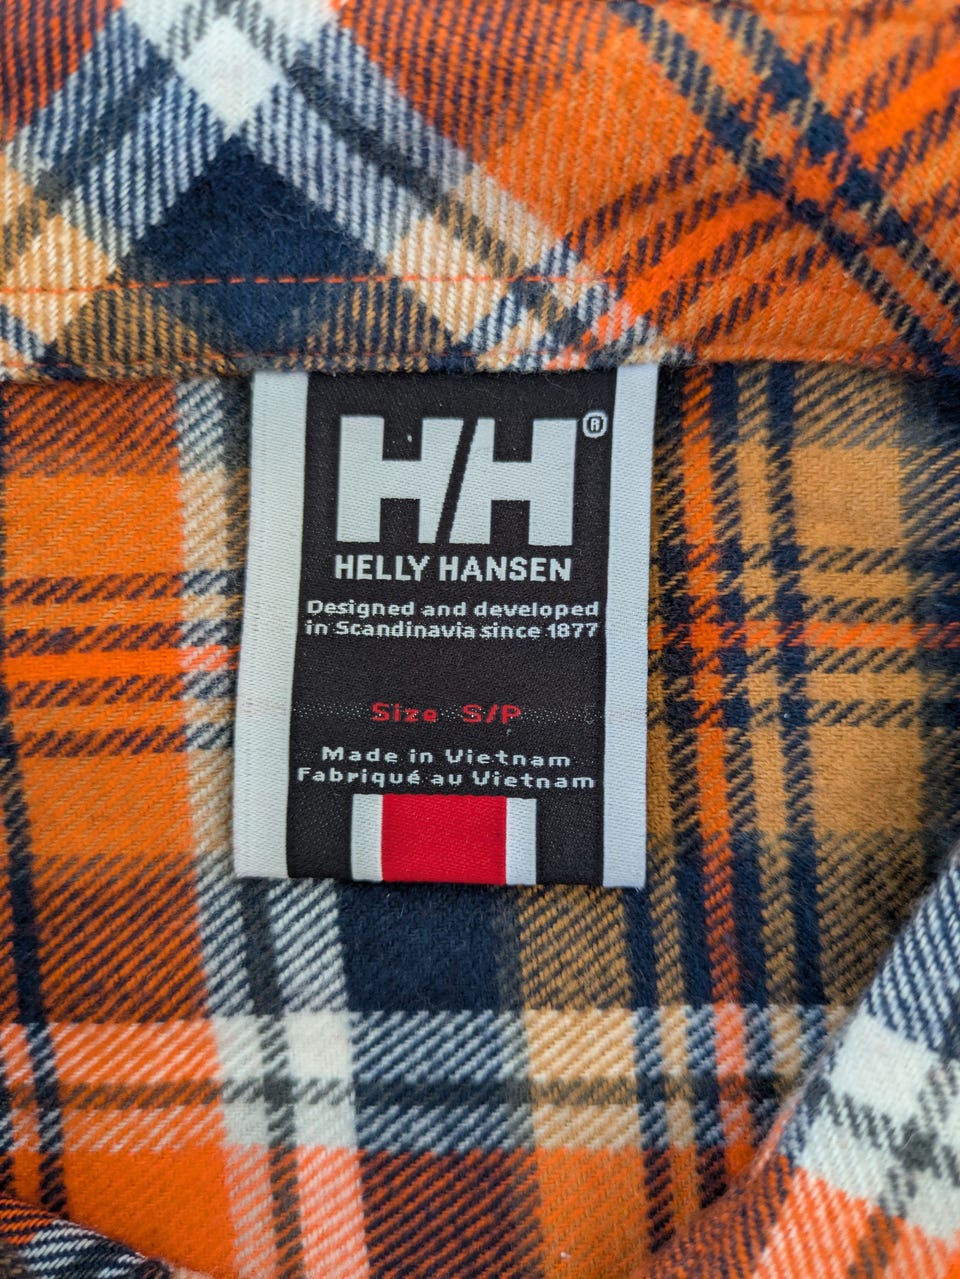 HH®
HELLY HANSEN
Designed and developed
in Scandinavia since 1877
Size S/P
Made in Vietnam
Fabriqué au Vietnam